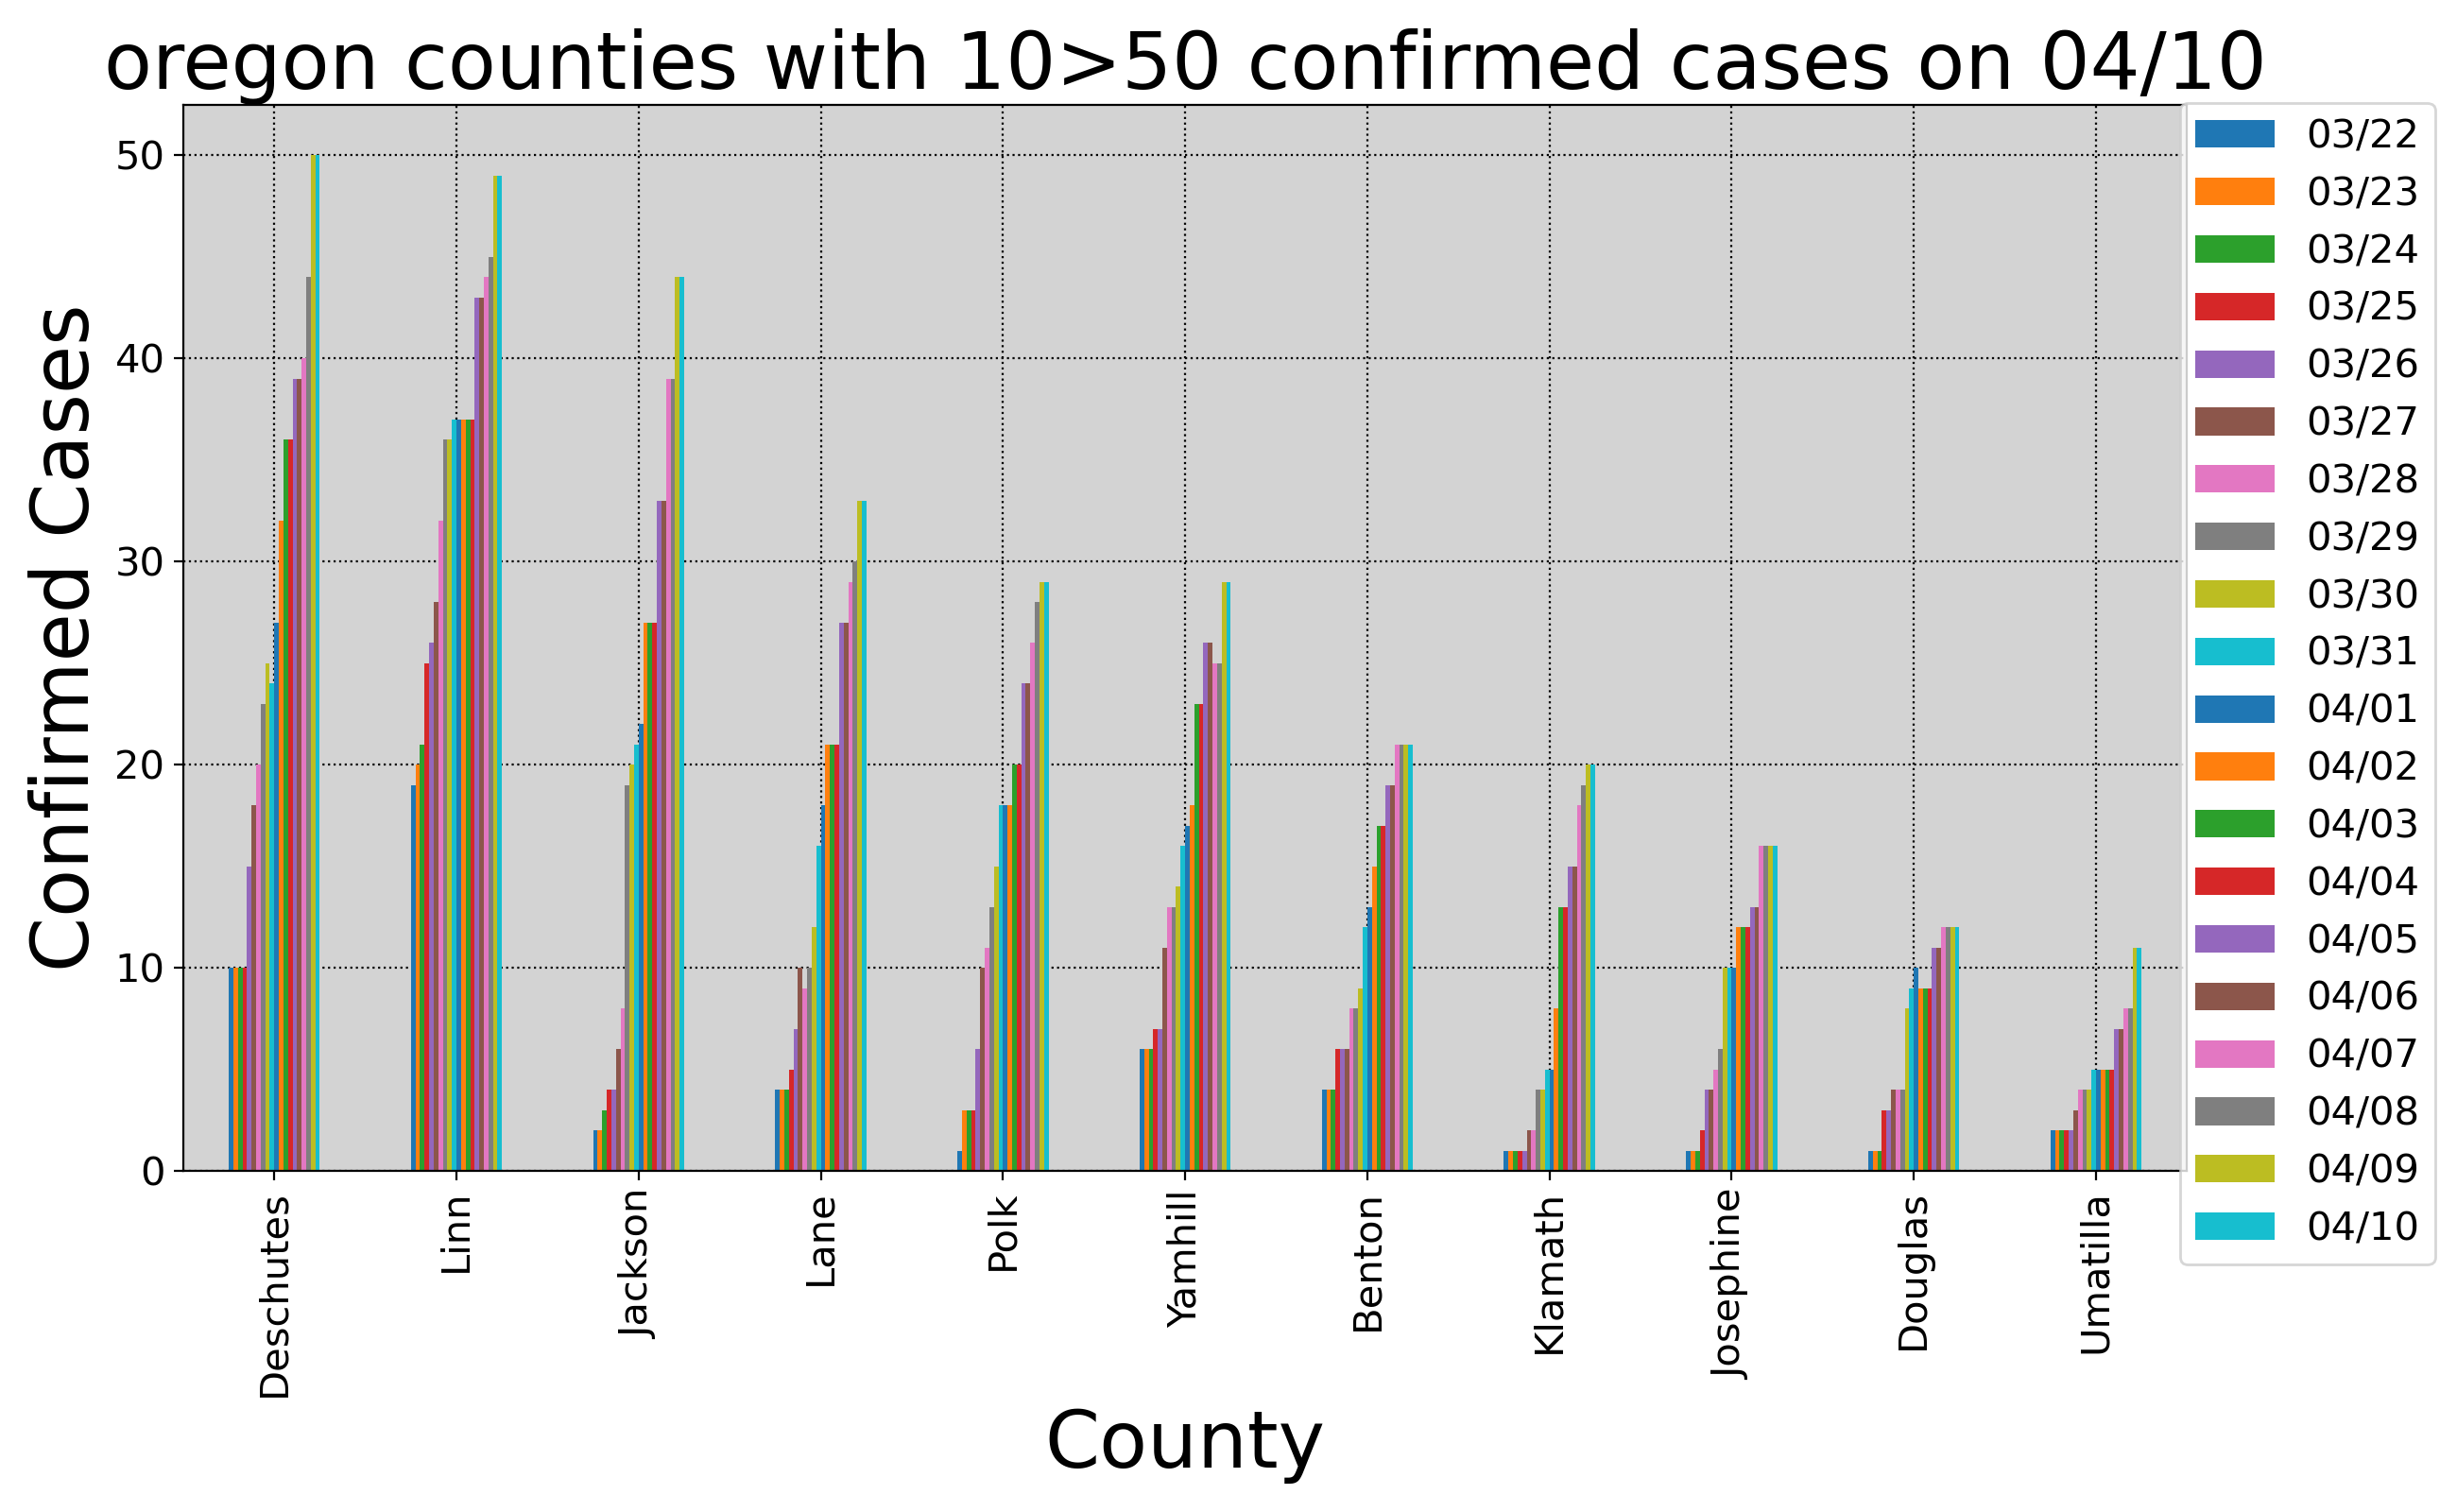 oregon counties with 10>50 confirmed cases on 04/10
Confirmed Cases
50
40
30
20
10
0
Deschutes
Linn
Jackson
Lane
Polk
Yamhill
Benton
Klamath
Josephine
Douglas
Umatilla
County
03/22
03/23
03/24
03/25
03/26
03/27
03/28
03/29
03/30
03/31
04/01
04/02
04/03
04/04
04/05
04/06
04/07
04/08
04/09
04/10